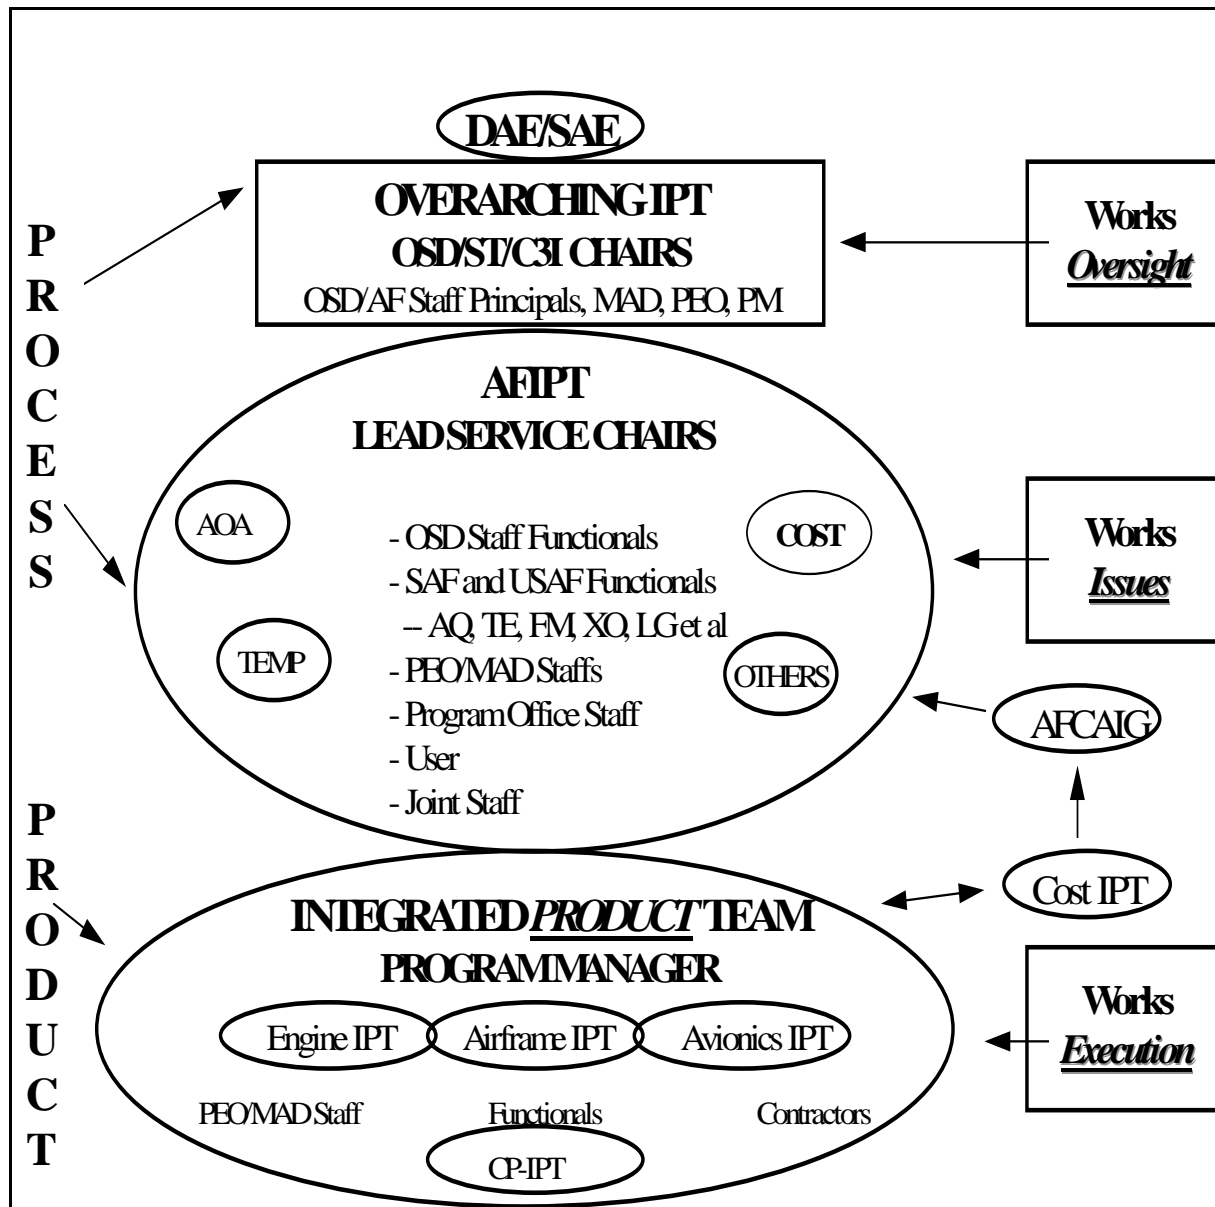 DAE/SAE
OVERARCHING IPT
OSD/ST/C3I CHAIRS
OSD/AF Staff Principals, MAD, PEO, PM
Works
Oversight
PROCESS
AFIPT
LEAD SERVICE CHAIRS
AOA
COST
TEMP
OTHERS
- OSD Staff Functionals
- SAF and USAF Functionals
-- AQ, TE, FM, XO, LG et al
- PEO/MAD Staffs
- Program Office Staff
- User
- Joint Staff
Works
Issues
AFCAIG
Cost IPT
PRODUCT
INTEGRATED PRODUCT TEAM
PROGRAM MANAGER
Engine IPT
Airframe IPT
Avionics IPT
PEO/MAD Staff
Functionals
Contractors
CP-IPT
Works
Execution